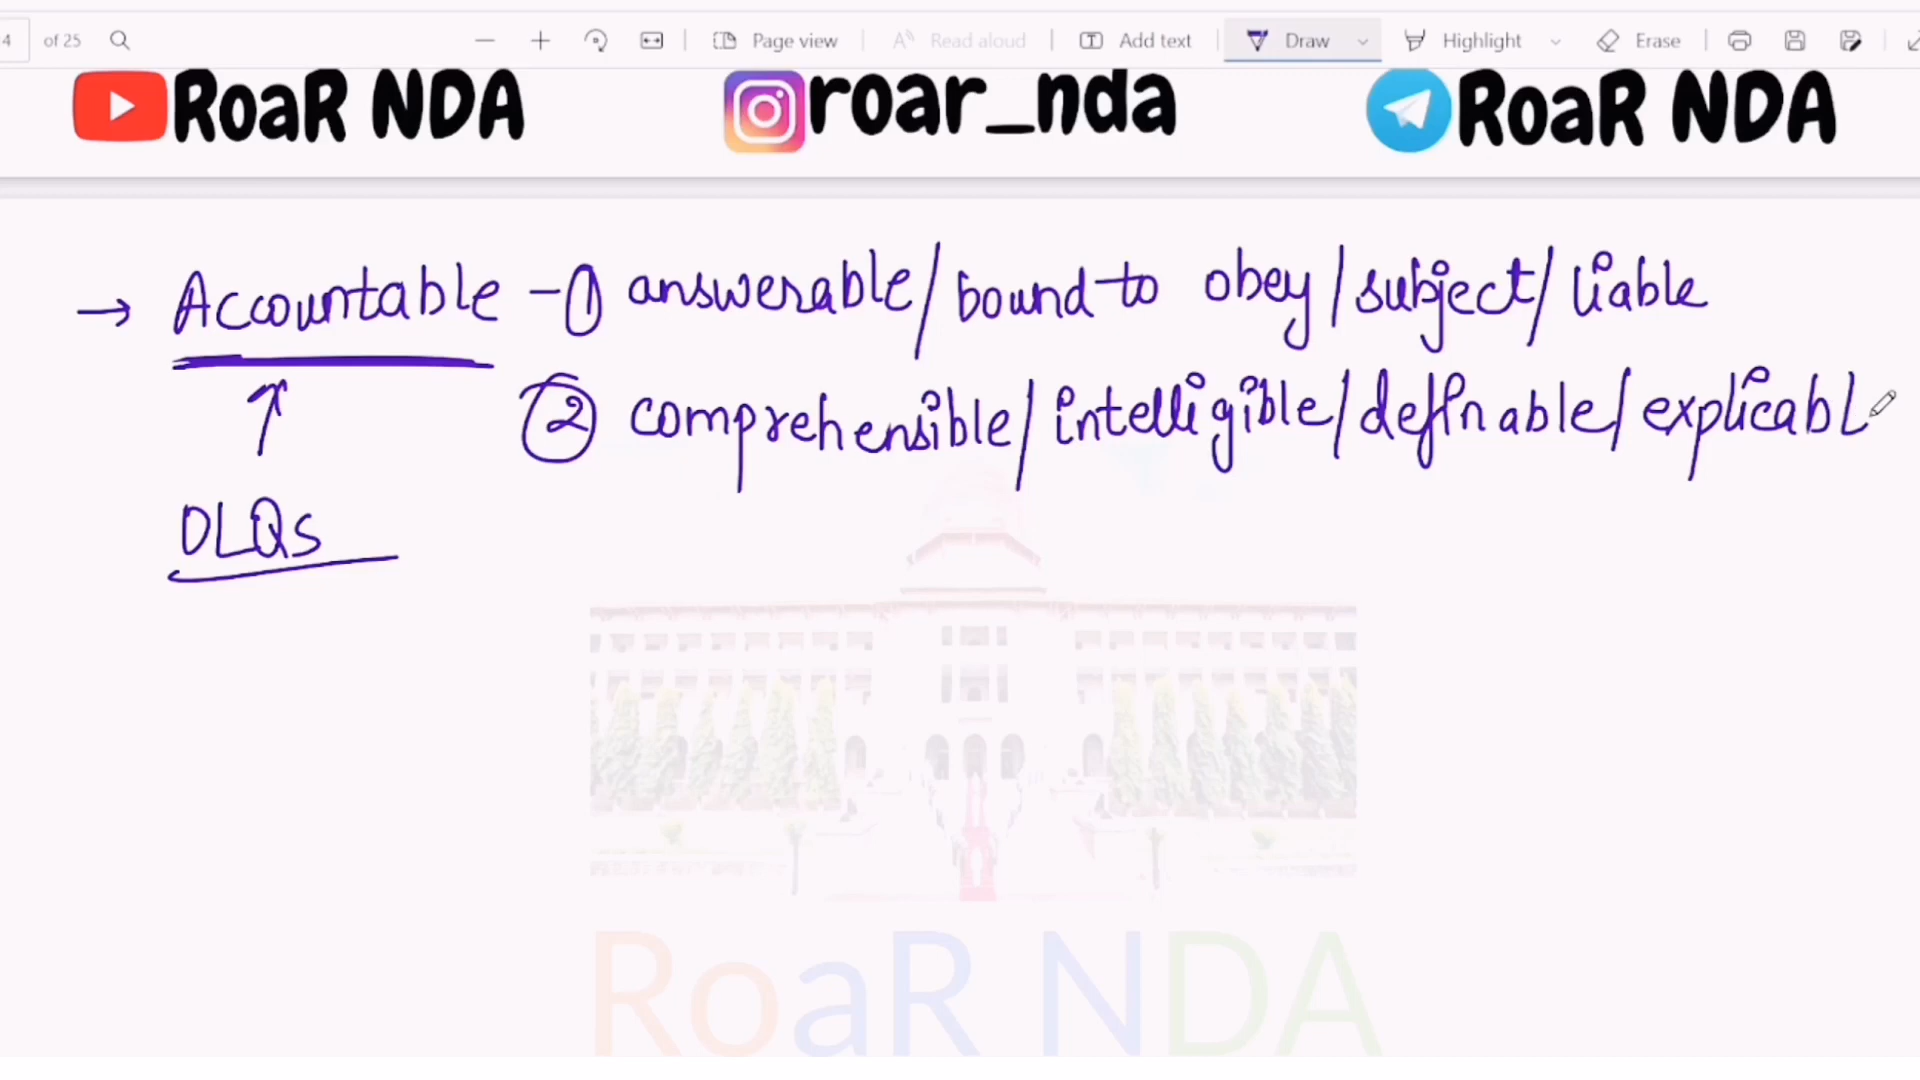 4 of 25 Page view Read aloud Add text Draw Highlight Erase
RoaR NDA roar_nda RoaR NDA
→ Accountable - ① answerable/bound to obey/subject/liable
② comprehensible/intelligible/definable/explicabl
↑
OLQs
RoaR NDA